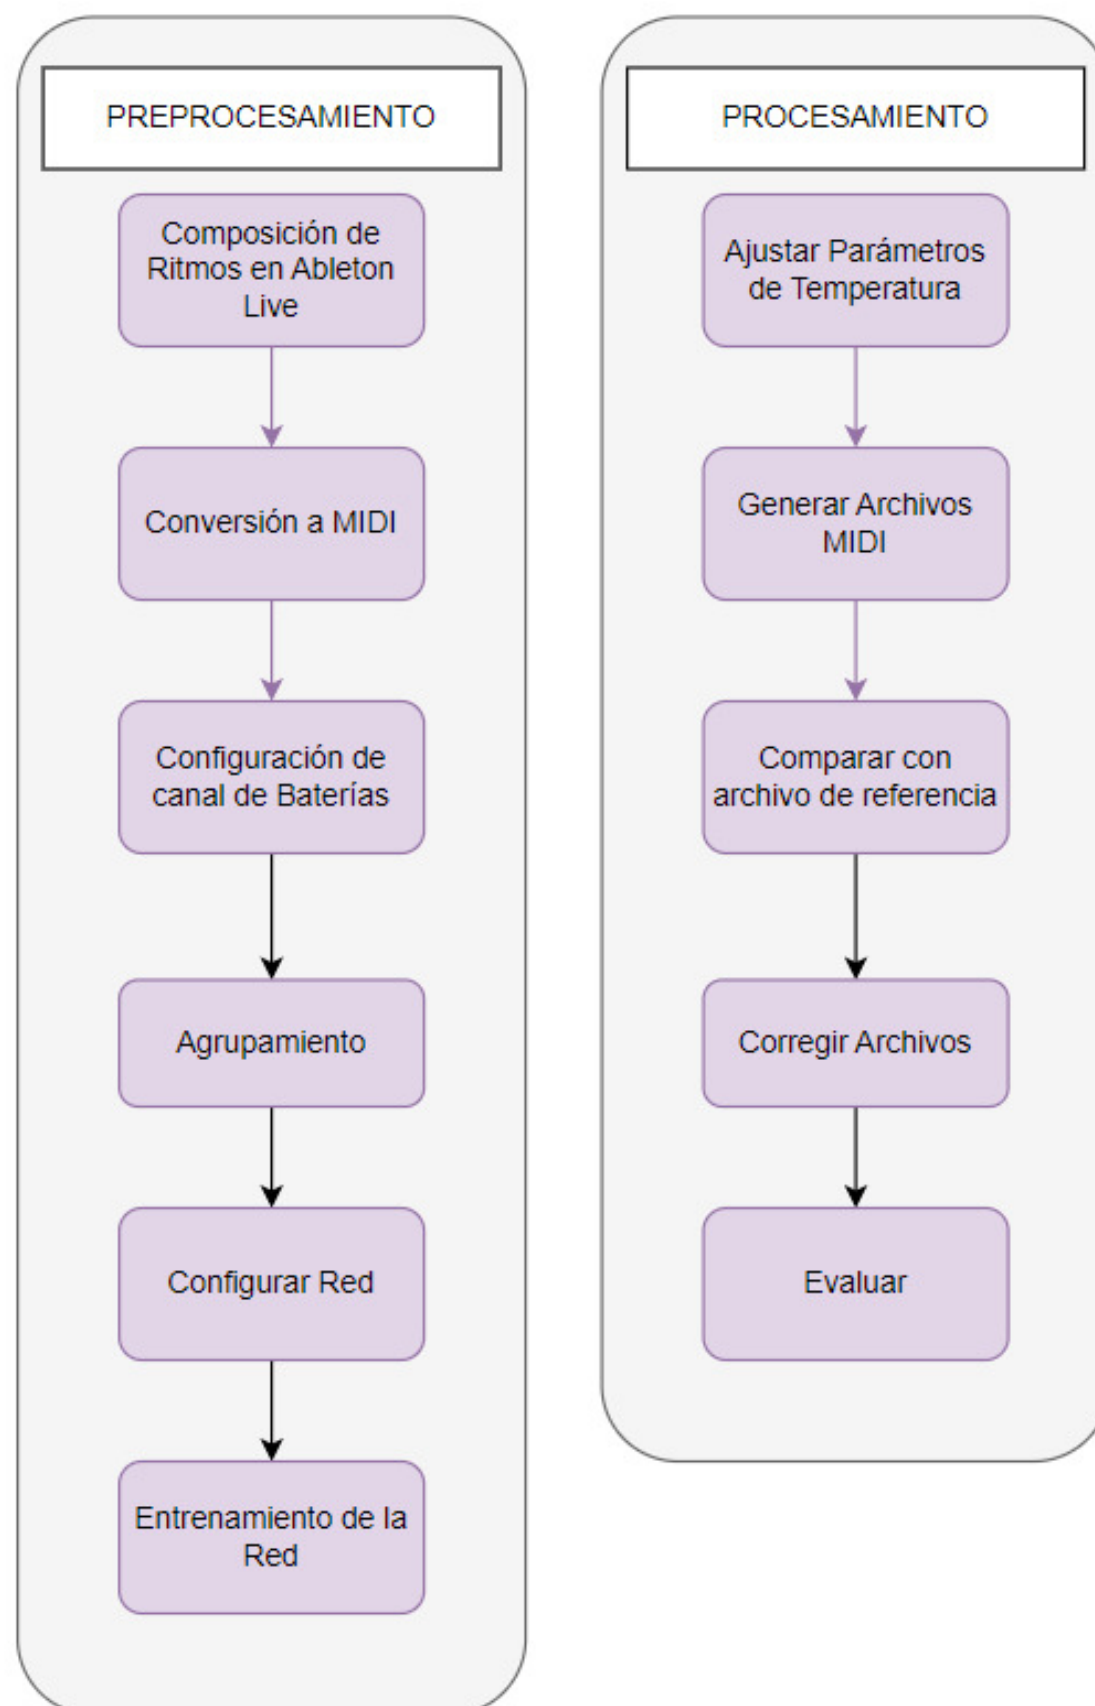 PREPROCESAMIENTO
Composición de
Ritmos en Ableton
Live
Conversión a MIDI
Configuración de
canal de Baterías
Agrupamiento
Configurar Red
Entrenamiento de la
Red
PROCESAMIENTO
Ajustar Parámetros
de Temperatura
Generar Archivos
MIDI
Comparar con
archivo de referencia
Corregir Archivos
Evaluar